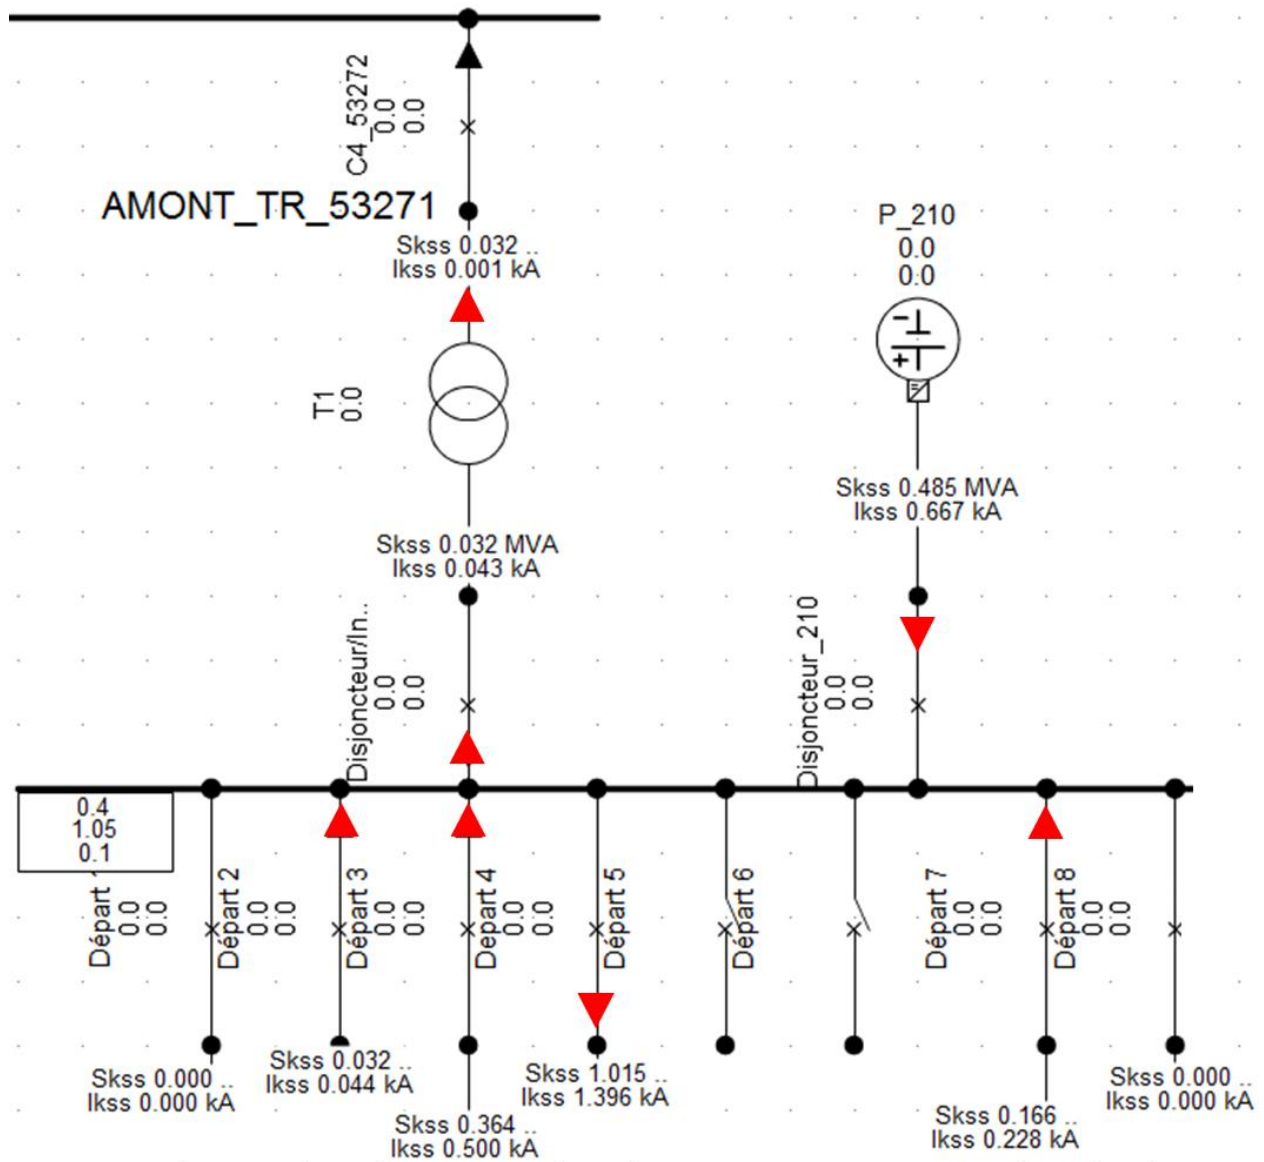 C4_53272
0.0
0.0
AMONT_TR_53271
Skss 0.032 ..
Ikss 0.001 kA
P_210
0.0
0.0
T1
0.0
Skss 0.485 MVA
Ikss 0.667 kA
Skss 0.032 MVA
Ikss 0.043 kA
Disjoncteur/In..
0.0
0.0
Disjoncteur_210
0.0
0.0
0.4
1.05
0.1
Départ 1
0.0
0.0
Départ 2
0.0
0.0
Départ 3
0.0
0.0
Départ 4
0.0
0.0
Départ 5
Départ 6
Départ 7
0.0
0.0
Départ 8
0.0
0.0
Skss 0.000 ..
Ikss 0.000 kA
Skss 0.032 ..
Ikss 0.044 kA
Skss 0.364 ..
Ikss 0.500 kA
Skss 1.015 ..
Ikss 1.396 kA
Skss 0.166 ..
Ikss 0.228 kA
Skss 0.000 ..
Ikss 0.000 kA